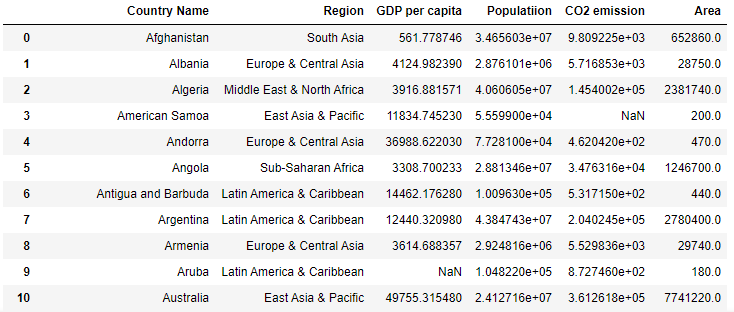 Country Name Region GDP per capita Populatiion CO2 emission Area
0 Afghanistan South Asia 561.778746 3.465603e+07 9.809225e+03 652860.0
1 Albania Europe & Central Asia 4124.982390 2.876101e+06 5.716853e+03 28750.0
2 Algeria Middle East & North Africa 3916.881571 4.060605e+07 1.454002e+05 2381740.0
3 American Samoa East Asia & Pacific 11834.745230 5.559900e+04 NaN 200.0
4 Andorra Europe & Central Asia 36988.622030 7.728100e+04 4.620420e+02 470.0
5 Angola Sub-Saharan Africa 3308.700233 2.881346e+07 3.476316e+04 1246700.0
6 Antigua and Barbuda Latin America & Caribbean 14462.176280 1.009630e+05 5.317150e+02 440.0
7 Argentina Latin America & Caribbean 12440.320980 4.384743e+07 2.040245e+05 2780400.0
8 Armenia Europe & Central Asia 3614.688357 2.924816e+06 5.529836e+03 29740.0
9 Aruba Latin America & Caribbean NaN 1.048220e+05 8.727460e+02 180.0
10 Australia East Asia & Pacific 49755.315480 2.412716e+07 3.612618e+05 7741220.0